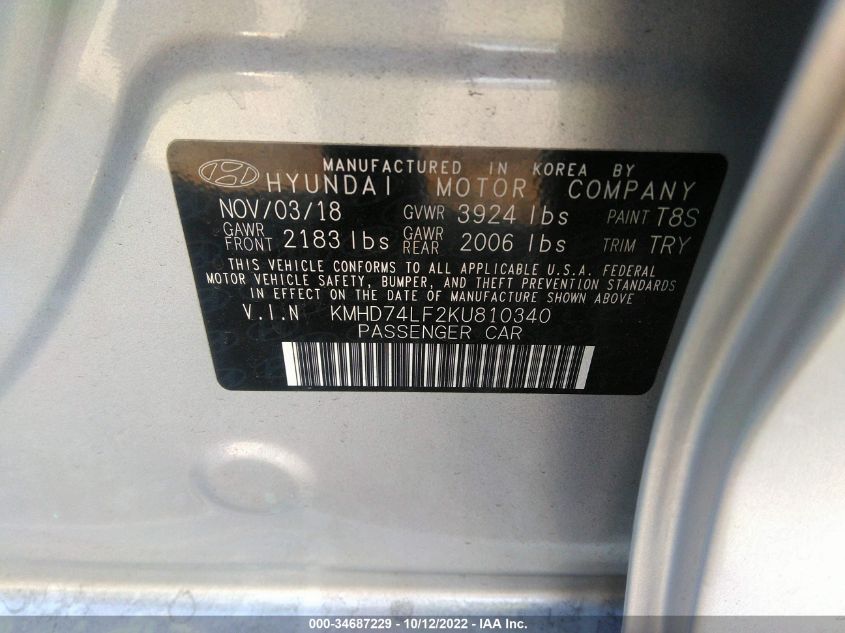 MANUFACTURED IN KOREA BY
HYUNDAI MOTOR COMPANY
NOV/03/18 GVWR 3924 lbs PAINT T8S
GAWR FRONT 2183 lbs GAWR REAR 2006 lbs TRIM TRY
THIS VEHICLE CONFORMS TO ALL APPLICABLE U.S.A. FEDERAL
MOTOR VEHICLE SAFETY, BUMPER, AND THEFT PREVENTION STANDARDS
IN EFFECT ON THE DATE OF MANUFACTURE SHOWN ABOVE
V.I.N KMHD74LF2KU810340
PASSENGER CAR
000-34687229 - 10/12/2022 - IAA Inc.